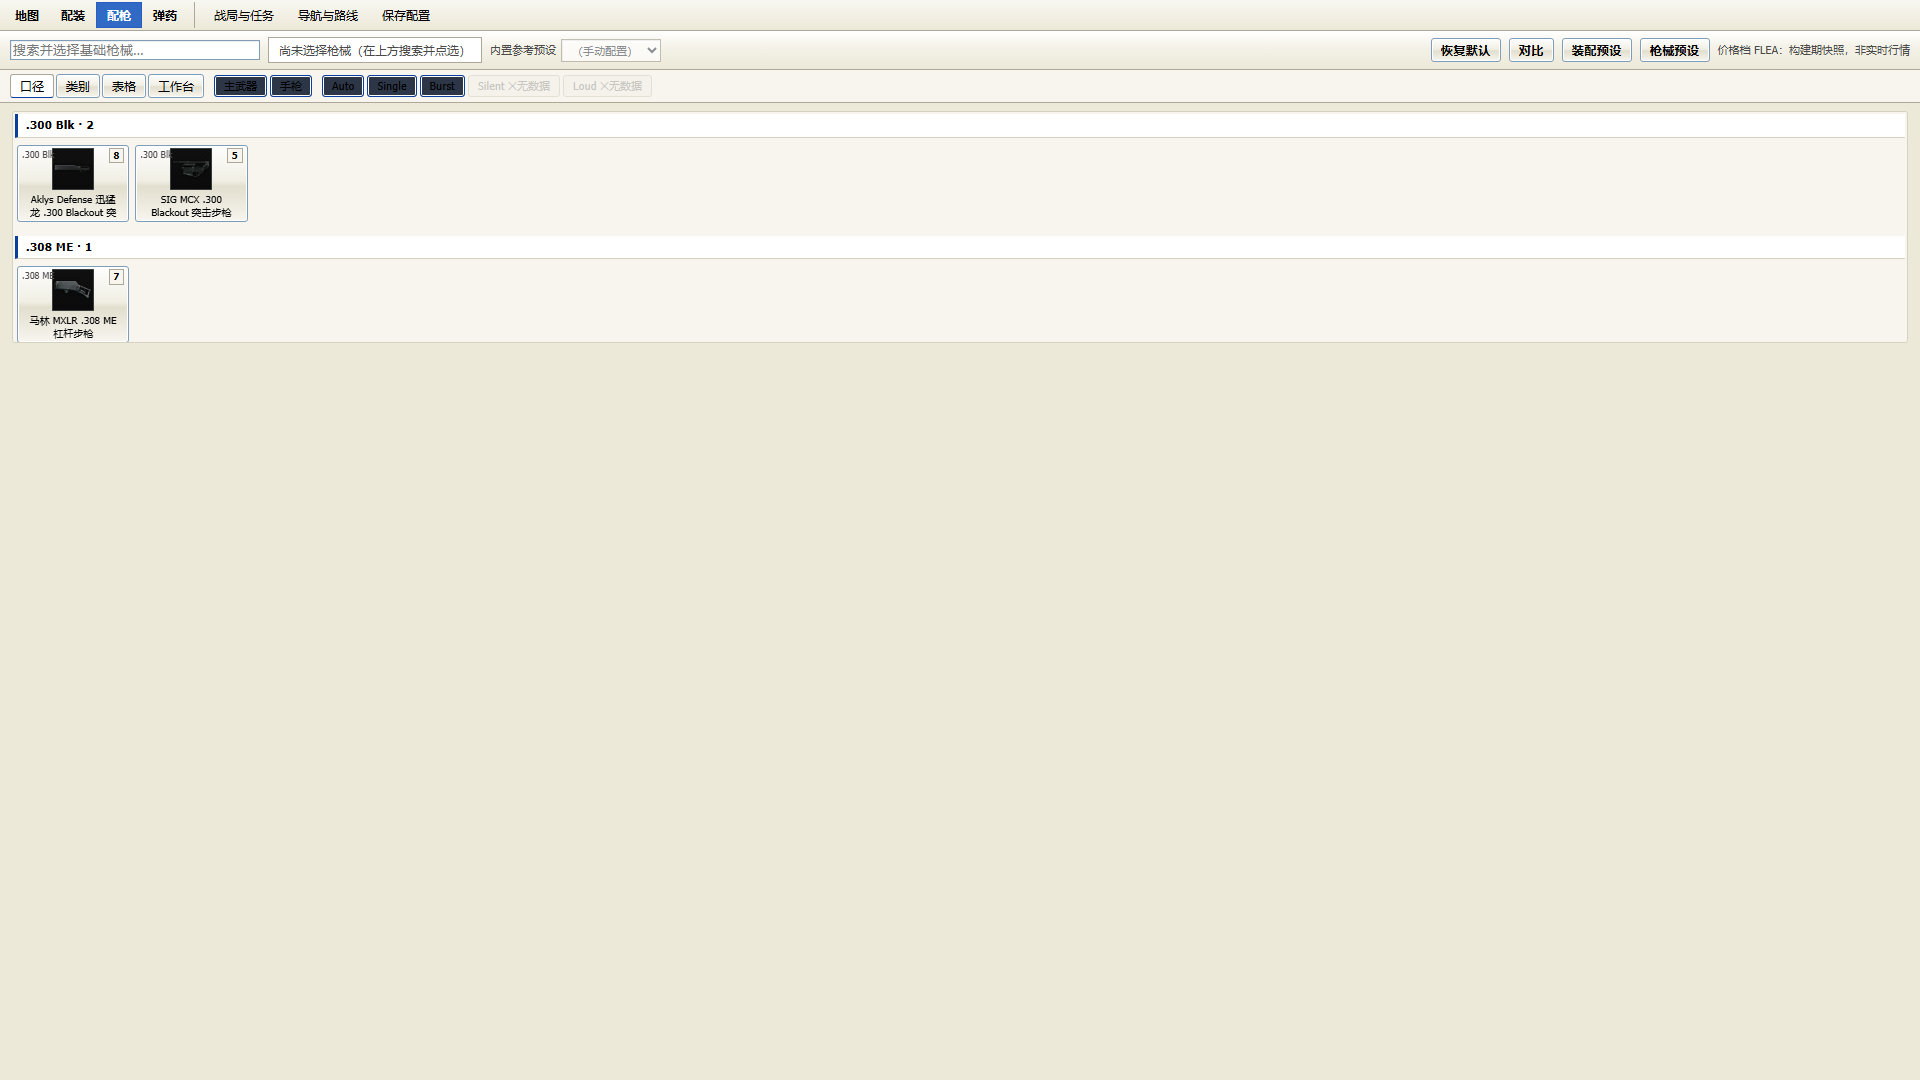 地图 配装 配枪 弹药 战局与任务 导航与路线 保存配置
搜索并选择基础枪械... 尚未选择枪械（在上方搜索并点选） 内置参考预设 （手动配置） 恢复默认 对比 装配预设 枪械预设 价格档 FLEA：构建期快照，非实时行情
口径 类别 表格 工作台 主武器 手枪 Auto Single Burst Silent ✕无数据 Loud ✕无数据
.300 Blk · 2
.300 Blk 8 .300 Blk 5
Aklys Defense 迅猛 SIG MCX .300
龙 .300 Blackout 突 Blackout 突击步枪
.308 ME · 1
.308 ME 7
马林 MXLR .308 ME
杠杆步枪